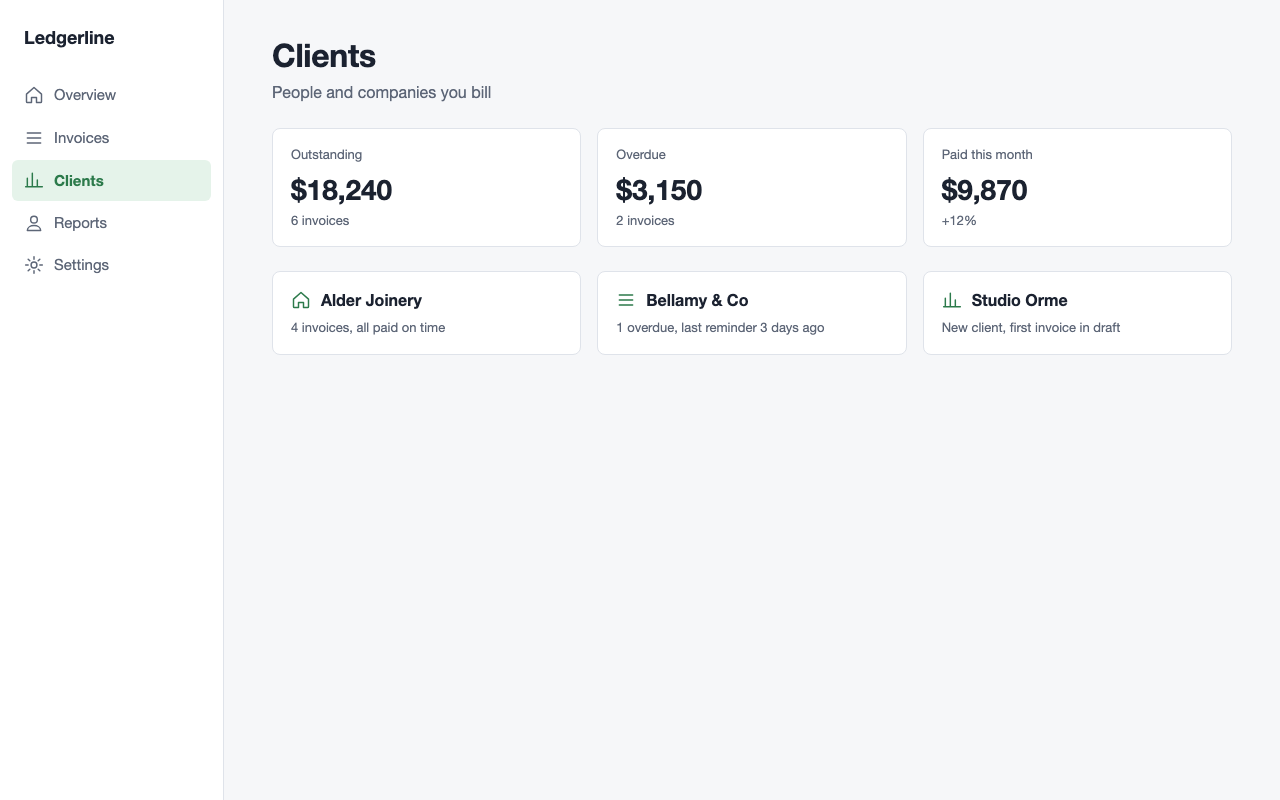 Ledgerline
Overview
Invoices
Clients
Reports
Settings
Clients
People and companies you bill
Outstanding
$18,240
6 invoices
Overdue
$3,150
2 invoices
Paid this month
$9,870
+12%
Alder Joinery
4 invoices, all paid on time
Bellamy & Co
1 overdue, last reminder 3 days ago
Studio Orme
New client, first invoice in draft